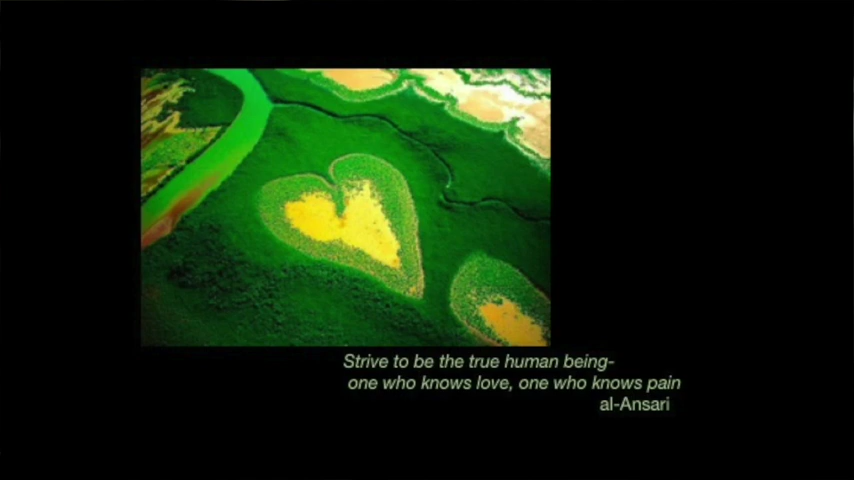 Strive to be the true human being-
one who knows love, one who knows pain
al-Ansari